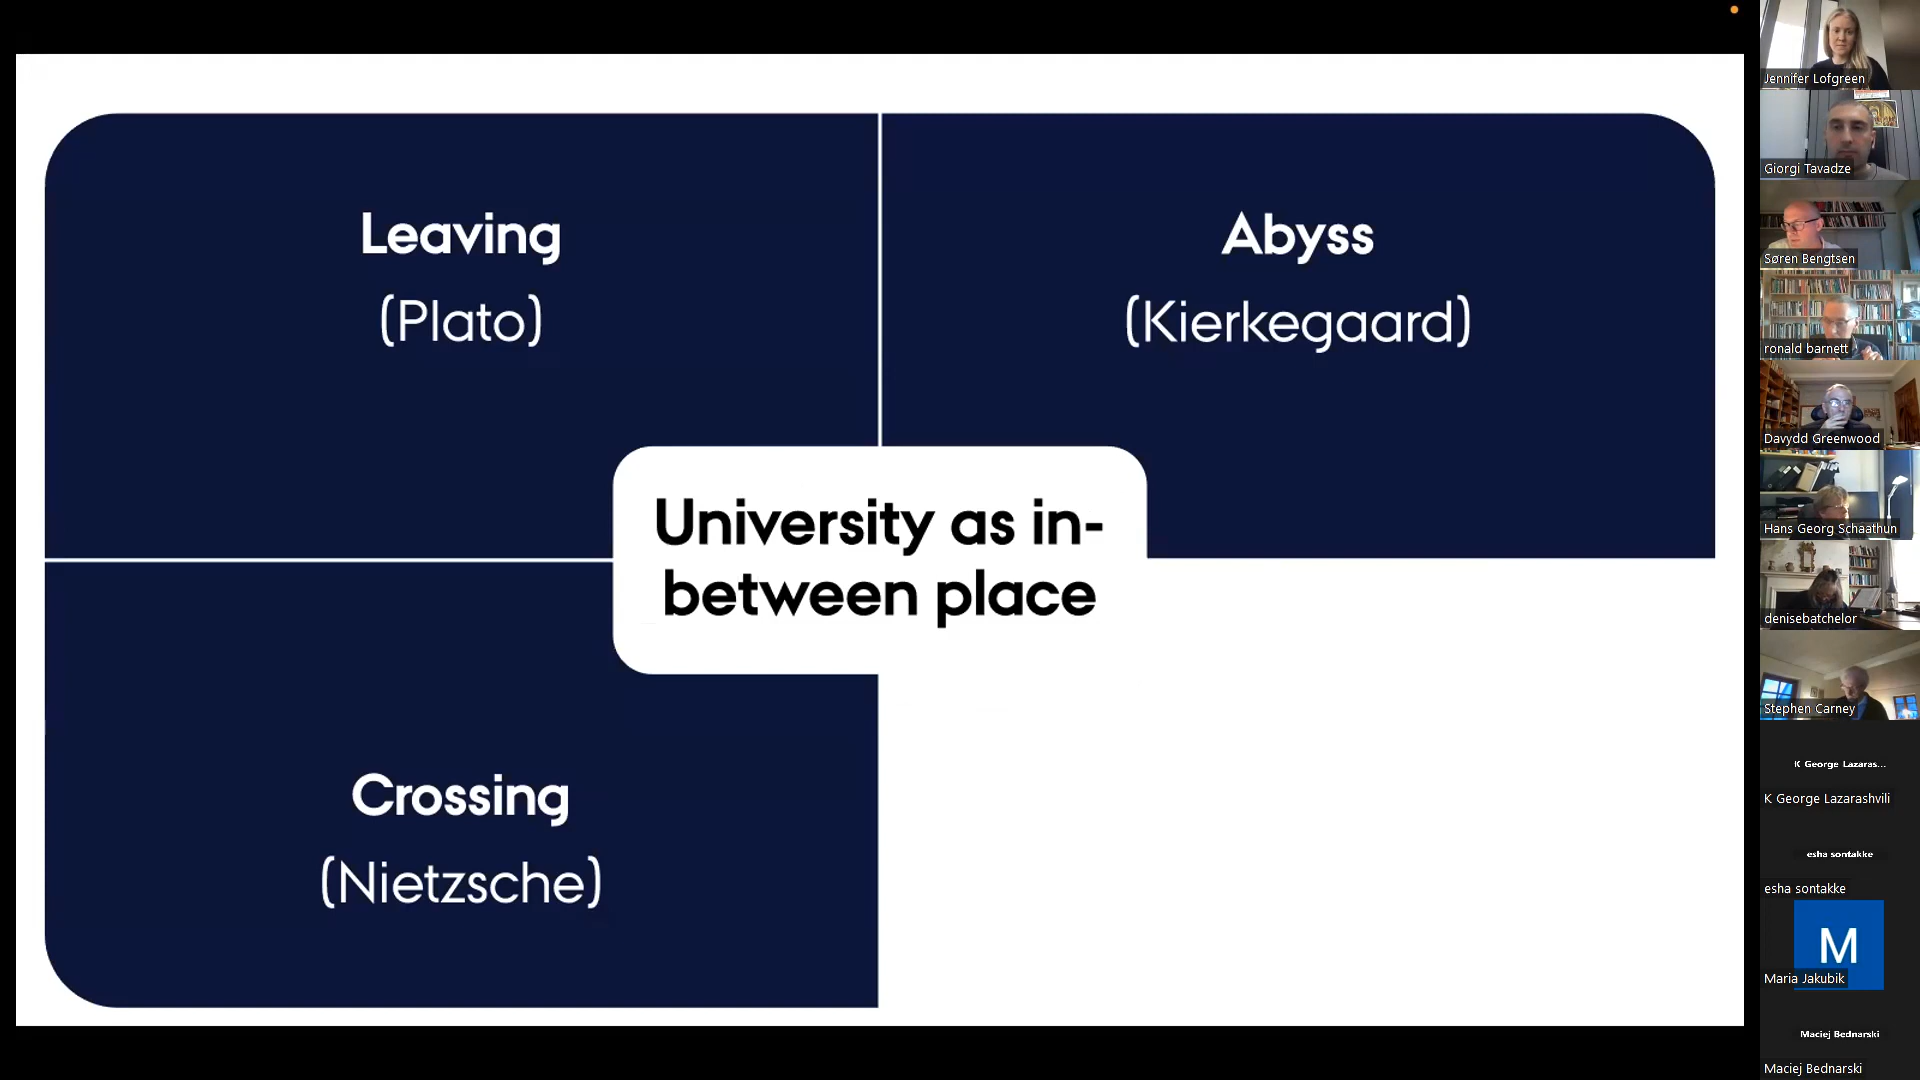 Leaving
(Plato)
Abyss
(Kierkegaard)
University as in-
between place
Crossing
(Nietzsche)
Jennifer Lofgreen
Giorgi Tavadze
Søren Bengtsen
ronald barnett
Davydd Greenwood
Hans Georg Schaathun
denisebatchelor
Stephen Carney
K George Lazaras...
K George Lazarashvili
esha sontakke
esha sontakke
M
Maria Jakubik
Maciej Bednarski
Maciej Bednarski